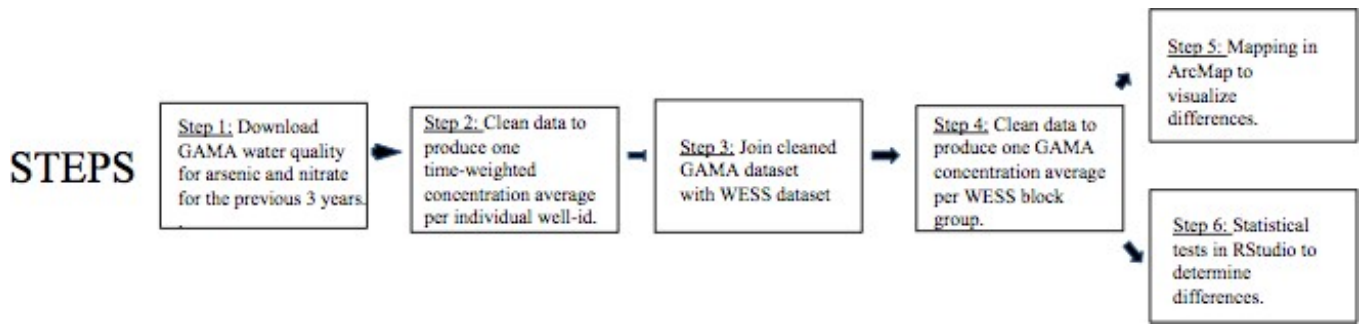 STEPS
Step 1: Download
GAMA water quality
for arsenic and nitrate
for the previous 3 years.
.
Step 2: Clean data to
produce one
time-weighted
concentration average
per individual well-id.
Step 3: Join cleaned
GAMA dataset
with WESS dataset
Step 4: Clean data to
produce one GAMA
concentration average
per WESS block
group.
Step 5: Mapping in
ArcMap to
visualize
differences.
Step 6: Statistical
tests in RStudio to
determine
differences.